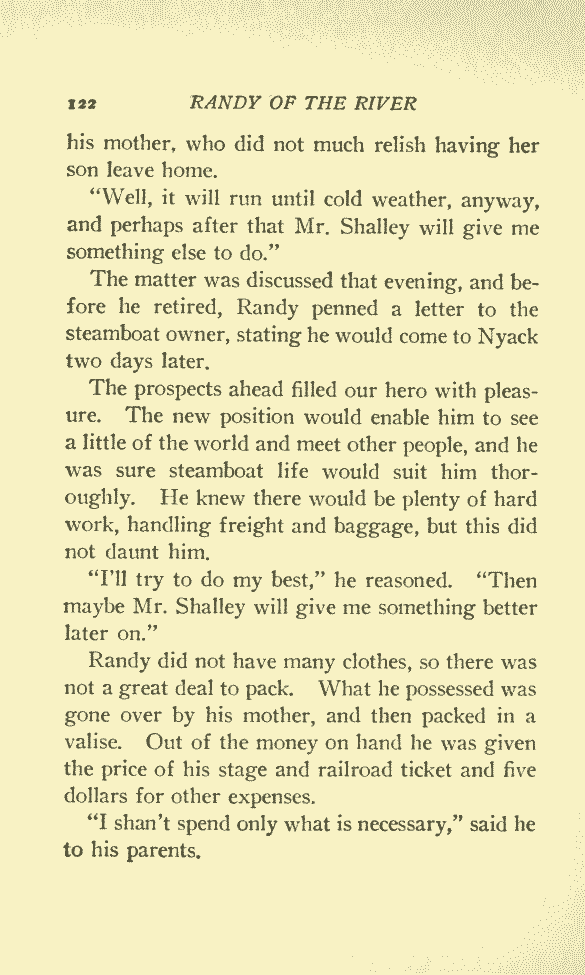 122 RANDY OF THE RIVER
his mother, who did not much relish having her
son leave home.
“Well, it will run until cold weather, anyway,
and perhaps after that Mr. Shalley will give me
something else to do.”
The matter was discussed that evening, and be-
fore he retired, Randy penned a letter to the
steamboat owner, stating he would come to Nyack
two days later.
The prospects ahead filled our hero with pleas-
ure. The new position would enable him to see
a little of the world and meet other people, and he
was sure steamboat life would suit him thor-
oughly. He knew there would be plenty of hard
work, handling freight and baggage, but this did
not daunt him.
“I’ll try to do my best,” he reasoned. “Then
maybe Mr. Shalley will give me something better
later on.”
Randy did not have many clothes, so there was
not a great deal to pack. What he possessed was
gone over by his mother, and then packed in a
valise. Out of the money on hand he was given
the price of his stage and railroad ticket and five
dollars for other expenses.
“I shan’t spend only what is necessary,” said he
to his parents.